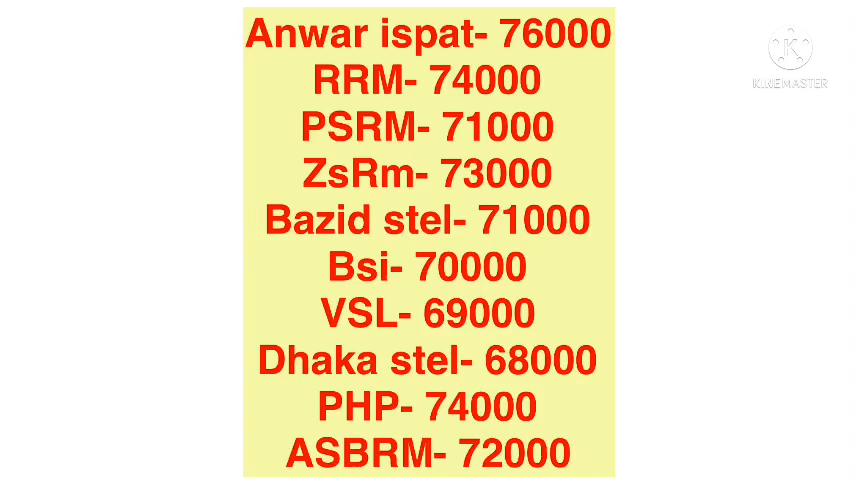 Anwar ispat- 76000
RRM- 74000
PSRM- 71000
ZsRm- 73000
Bazid stel- 71000
Bsi- 70000
VSL- 69000
Dhaka stel- 68000
PHP- 74000
ASBRM- 72000
K
KINEMASTER